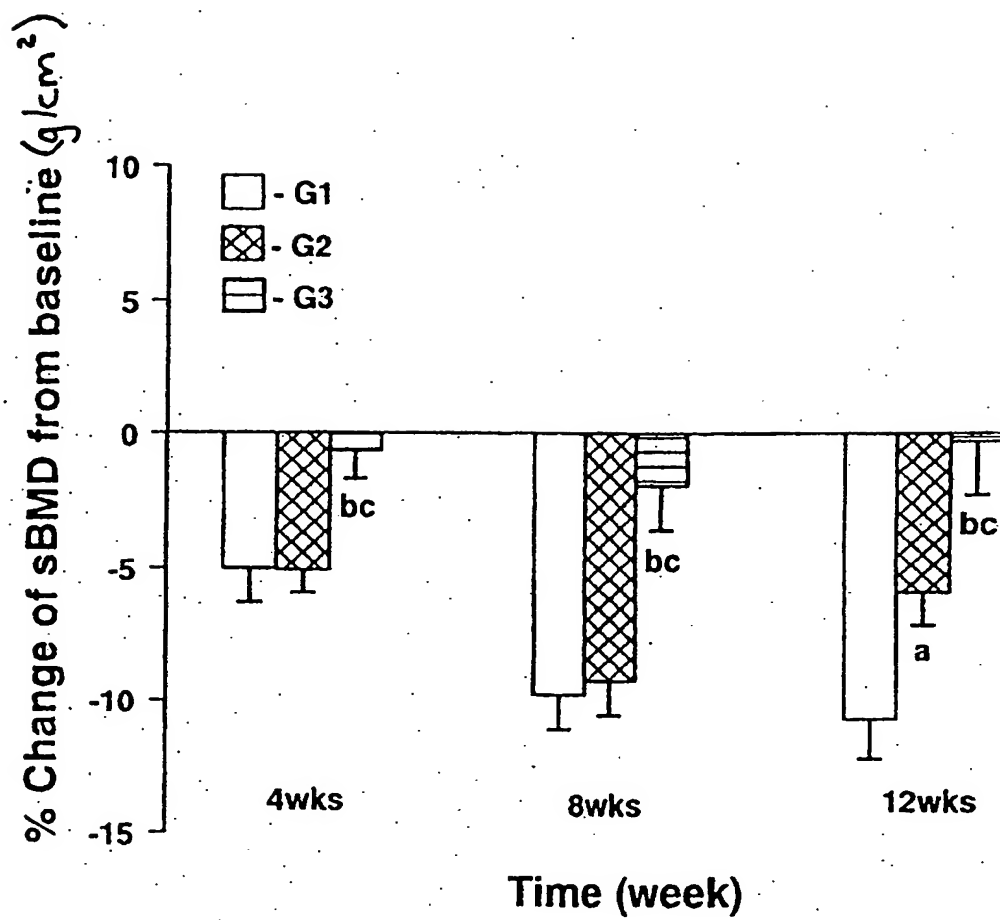 % Change of sBMD from baseline (g/cm²)
10
5
0
-5
-10
-15
- G1
- G2
- G3
bc
bc
a
bc
4wks
8wks
12wks
Time (week)